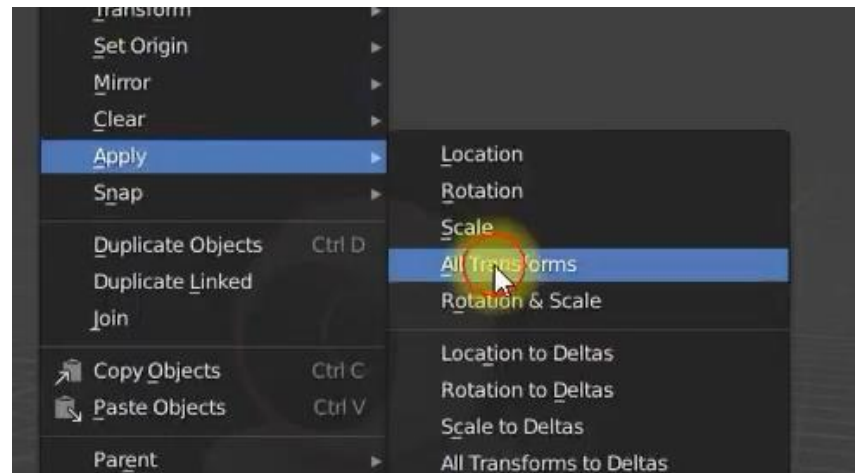 Transform
Set Origin
Mirror
Clear
Apply
Snap
Duplicate Objects Ctrl D
Duplicate Linked
Join
Copy Objects Ctrl C
Paste Objects Ctrl V
Parent
Location
Rotation
Scale
All Transforms
Rotation & Scale
Location to Deltas
Rotation to Deltas
Scale to Deltas
All Transforms to Deltas